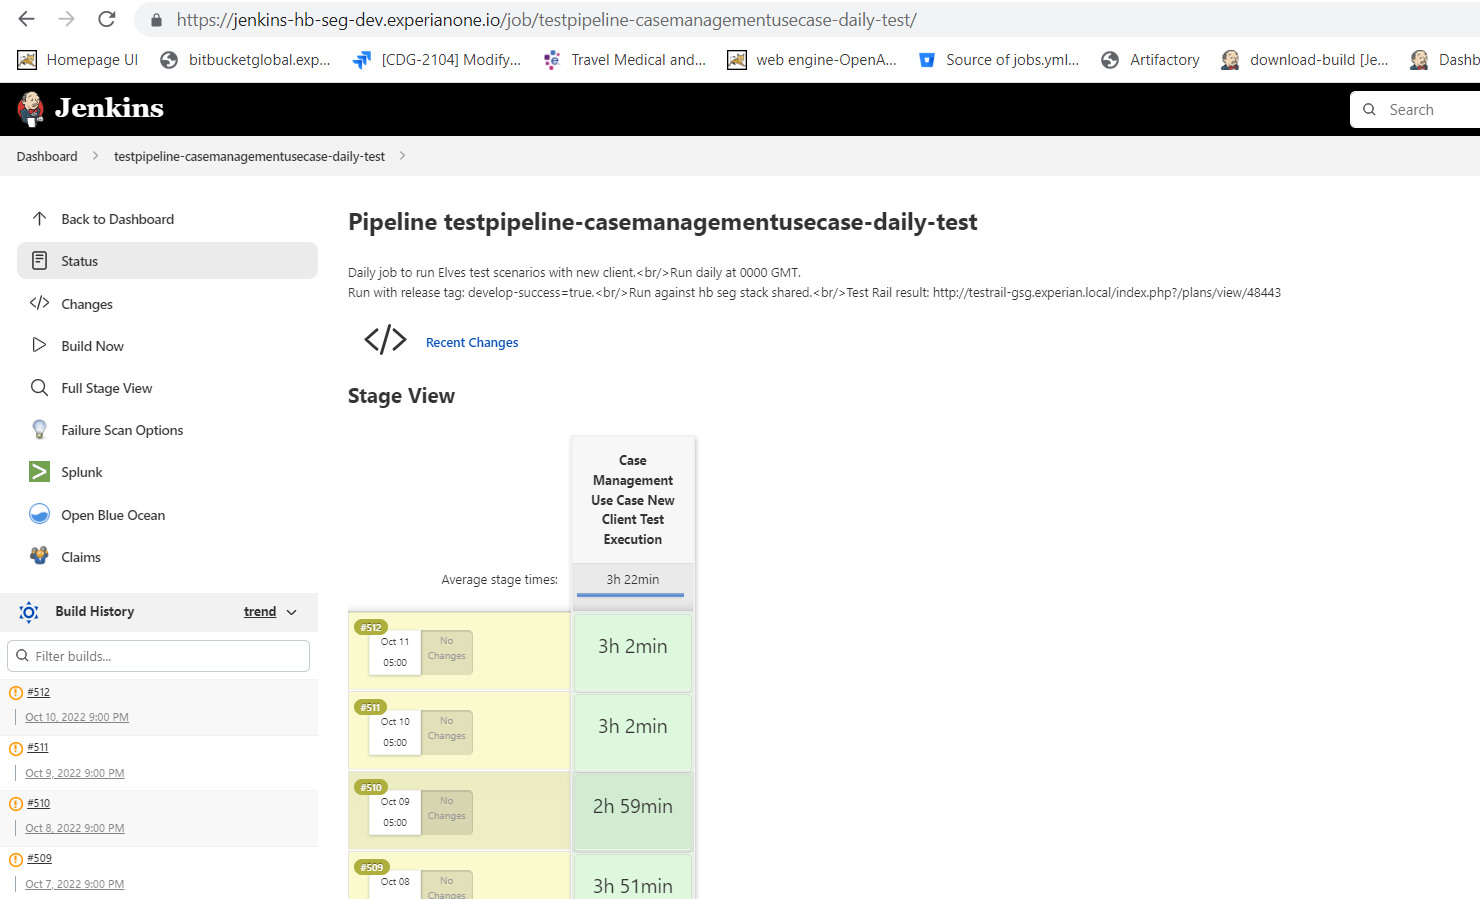 https://jenkins-hb-seg-dev.experianone.io/job/testpipeline-casemanagementusecase-daily-test/
Homepage UI bitbucketglobal.exp... [CDG-2104] Modify... Travel Medical and... web engine-OpenA... Source of jobs.yml... Artifactory download-build [Je... Dashb
Jenkins
Search
Dashboard testpipeline-casemanagementusecase-daily-test
Back to Dashboard
Status
Changes
Build Now
Full Stage View
Failure Scan Options
Splunk
Open Blue Ocean
Claims
Build History trend
Filter builds...
#512
Oct 10, 2022 9:00 PM
#511
Oct 9, 2022 9:00 PM
#510
Oct 8, 2022 9:00 PM
#509
Oct 7, 2022 9:00 PM
Pipeline testpipeline-casemanagementusecase-daily-test
Daily job to run Elves test scenarios with new client.<br/>Run daily at 0000 GMT.
Run with release tag: develop-success=true.<br/>Run against hb seg stack shared.<br/>Test Rail result: http://testrail-gsg.experian.local/index.php?/plans/view/48443
Recent Changes
Stage View
Case
Management
Use Case New
Client Test
Execution
Average stage times: 3h 22min
#512
Oct 11
05:00
No
Changes
3h 2min
#511
Oct 10
05:00
No
Changes
3h 2min
#510
Oct 09
05:00
No
Changes
2h 59min
#509
Oct 08
No
Changes
3h 51min